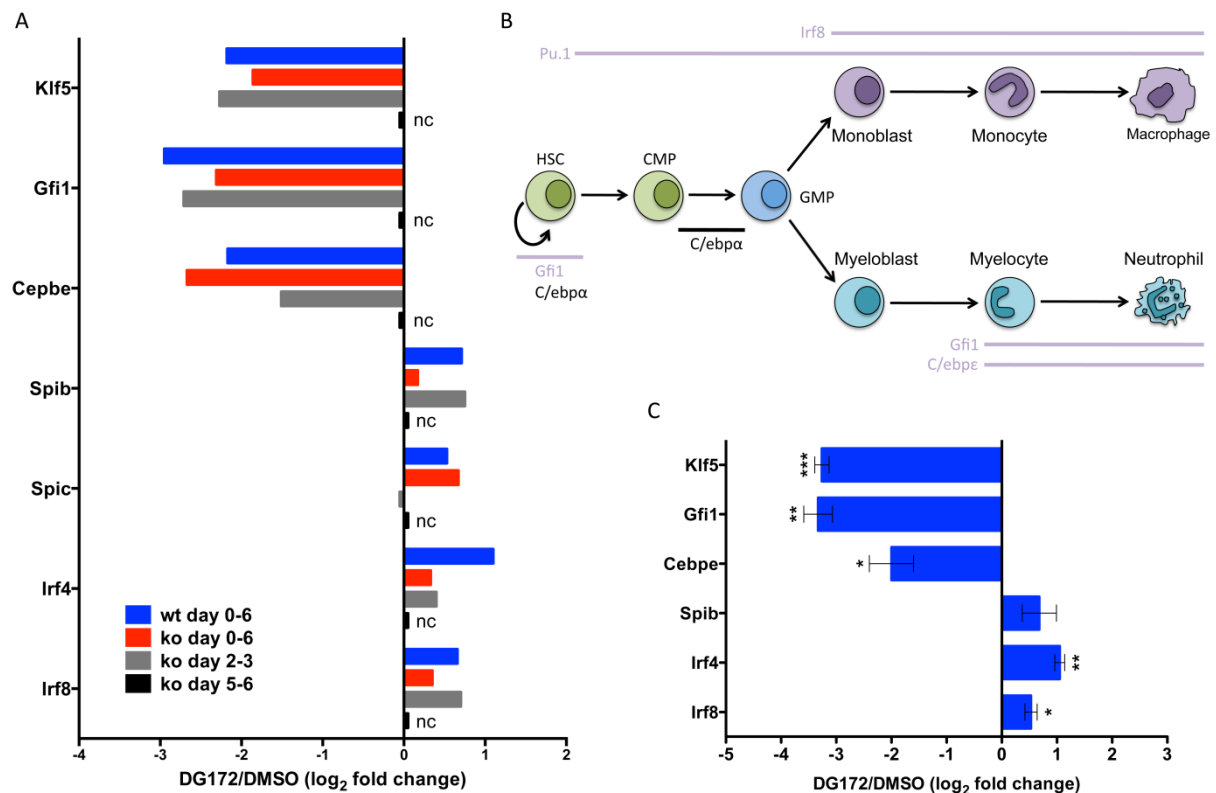 A
Klf5
nc
Gfi1
nc
Cepbe
nc
Spib
nc
Spic
nc
Irf4
nc
Irf8
nc
wt day 0-6
ko day 0-6
ko day 2-3
ko day 5-6
-4 -3 -2 -1 0 1 2
DG172/DMSO (log2 fold change)
B
Irf8
Pu.1
Monoblast Monocyte Macrophage
HSC CMP
GMP
C/ebpα
Gfi1
C/ebpα
Myeloblast Myelocyte Neutrophil
Gfi1
C/ebpε
C
Klf5
***
Gfi1
**
Cebpe
*
Spib
Irf4
**
Irf8
*
-5 -4 -3 -2 -1 0 1 2 3
DG172/DMSO (log2 fold change)